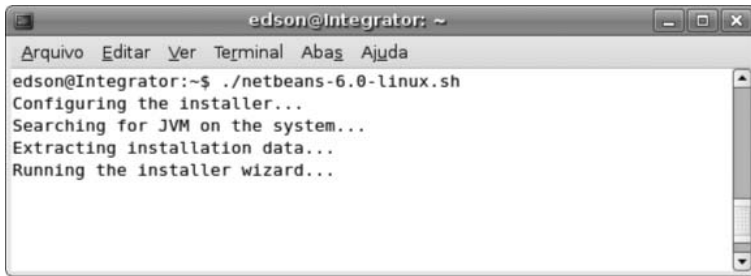 edson@Integrator: ~
Arquivo Editar Ver Terminal Abas Ajuda
edson@Integrator:~$ ./netbeans-6.0-linux.sh
Configuring the installer...
Searching for JVM on the system...
Extracting installation data...
Running the installer wizard...